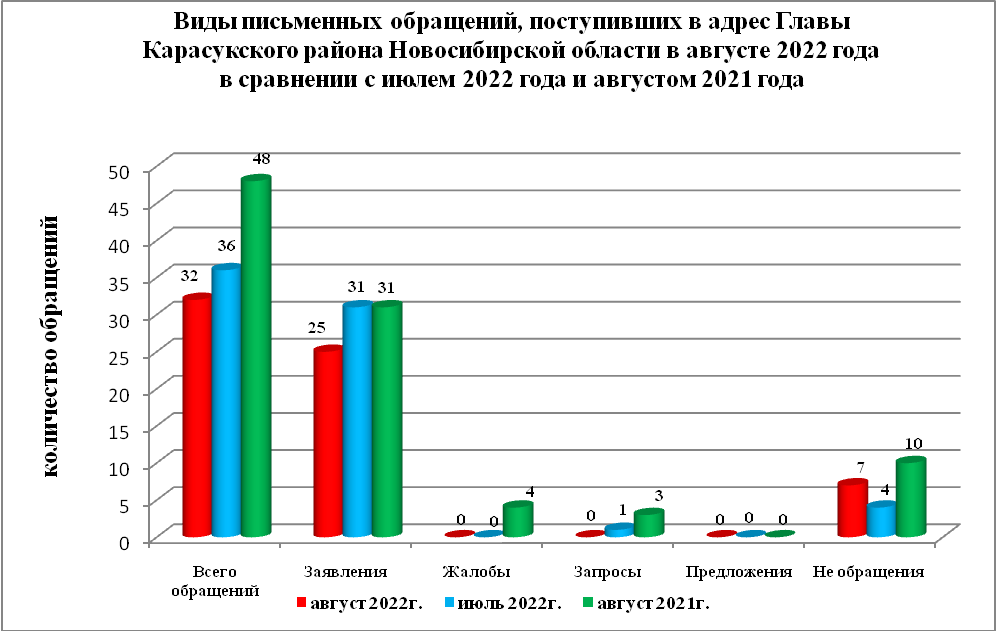 Виды письменных обращений, поступивших в адрес Главы
Карасукского района Новосибирской области в августе 2022 года
в сравнении с июлем 2022 года и августом 2021 года
количество обращений
50
45
40
35
30
25
20
15
10
5
0
32
36
48
25
31
31
0
0
4
0
1
3
0
0
0
7
4
10
Всего
обращений
Заявления
Жалобы
Запросы
Предложения
Не обращения
август 2022г.
июль 2022г.
август 2021г.